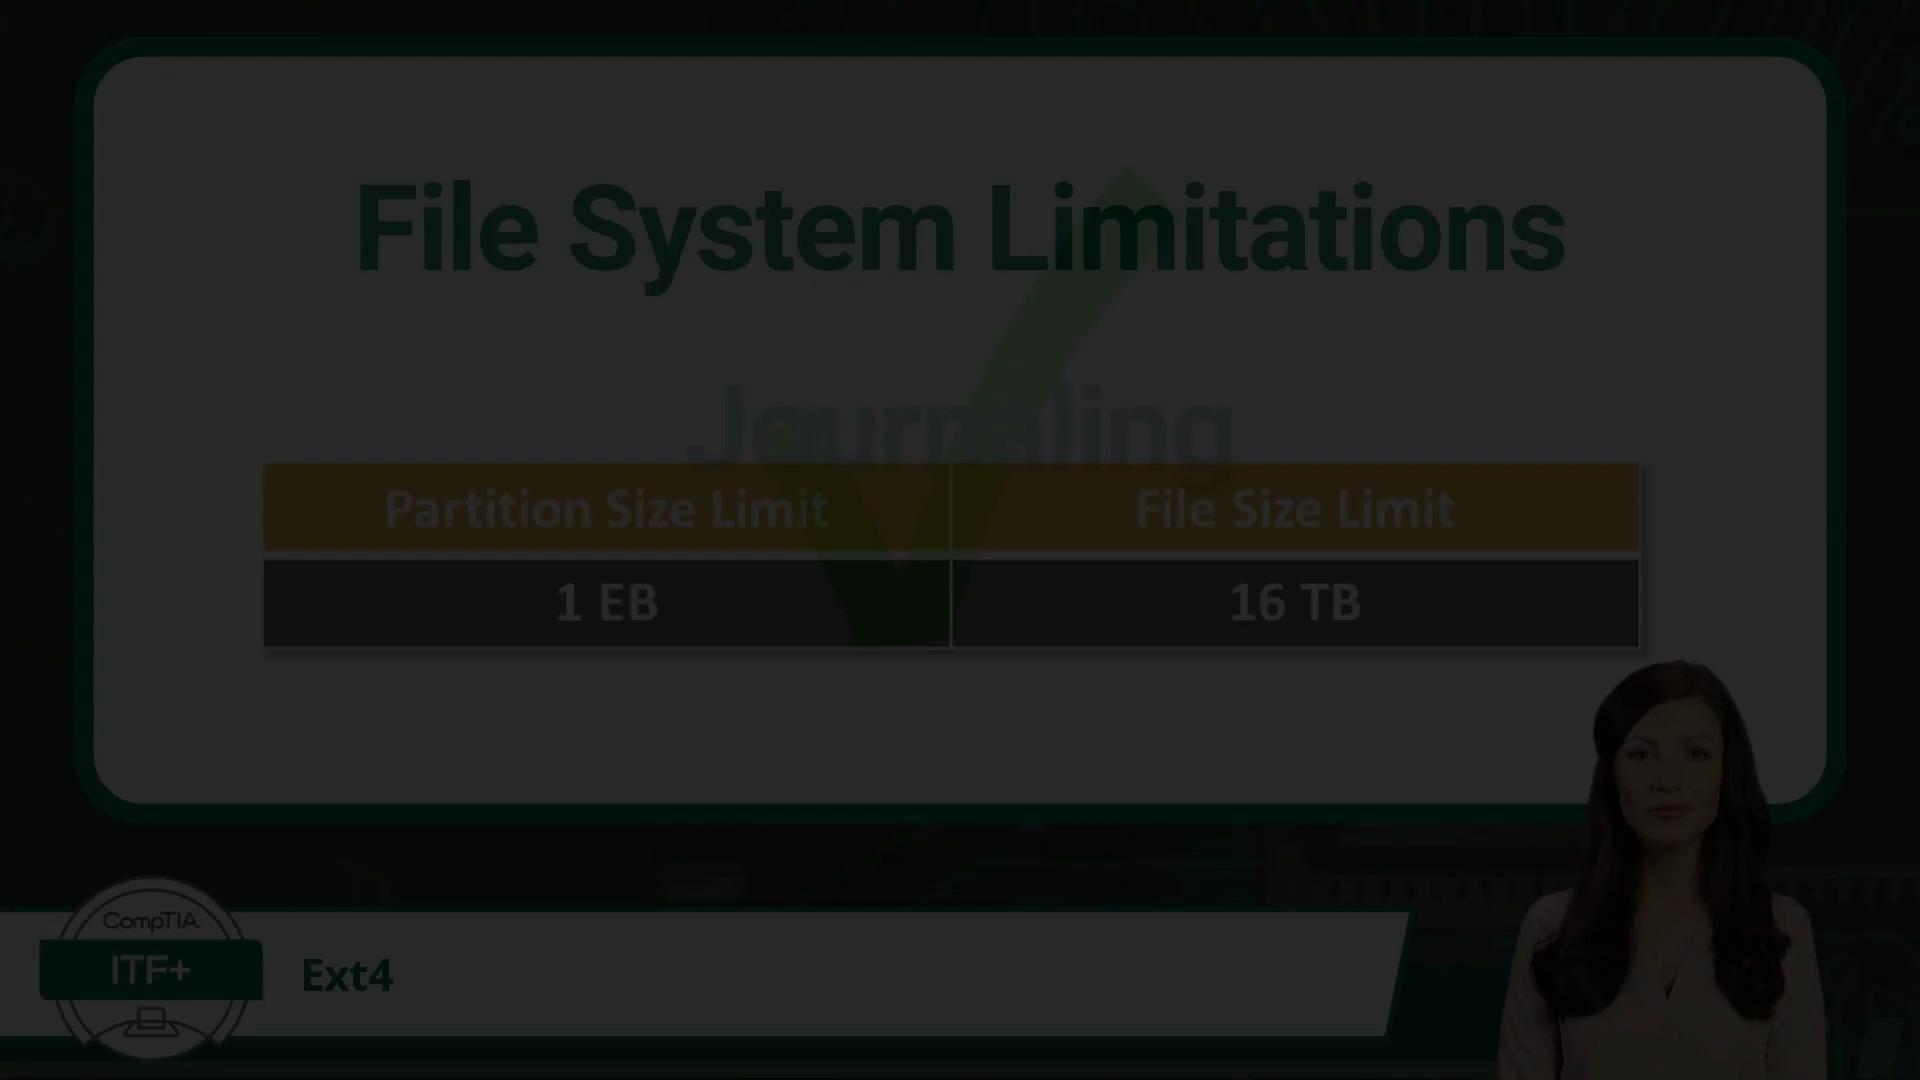 File System Limitations
Journaling
Partition Size Limit File Size Limit
1 EB 16 TB
CompTIA
ITF+
Ext4